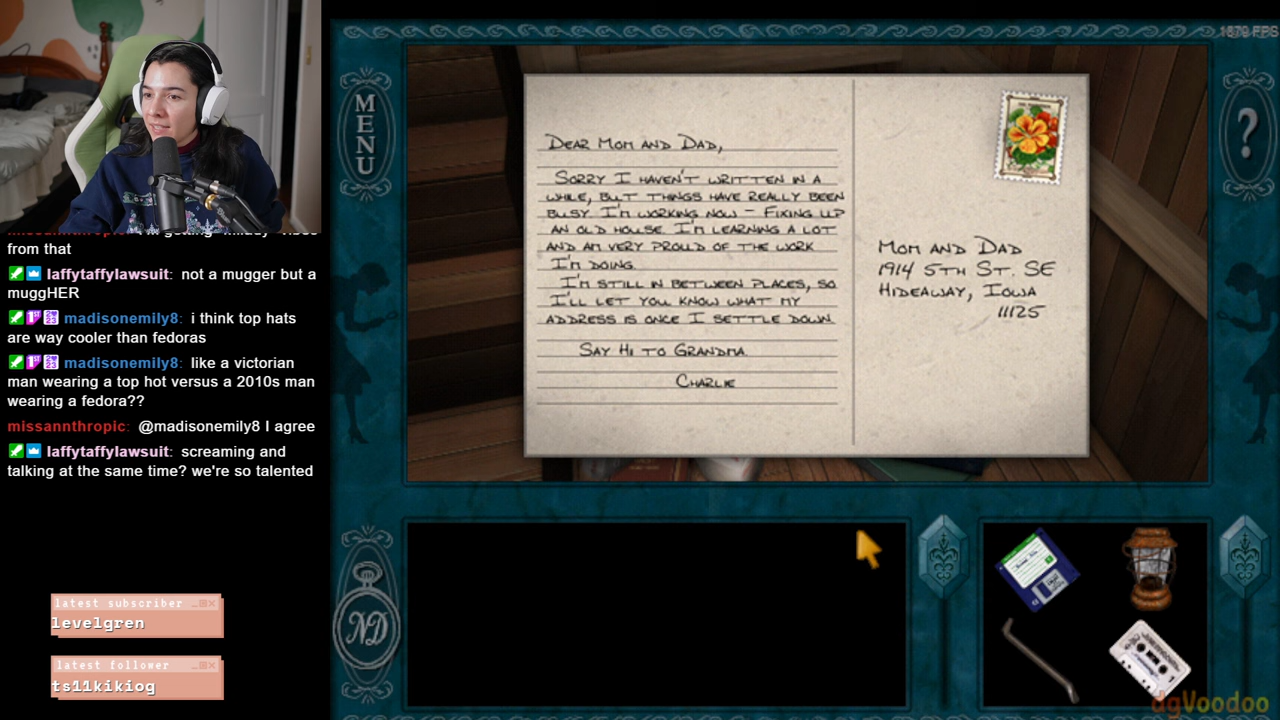 1879 FPS
MENU
?
DEAR MOM AND DAD,
SORRY I HAVEN'T WRITTEN IN A
WHILE, BUT THINGS HAVE REALLY BEEN
BUSY. I'M WORKING NOW - FIXING UP
AN OLD HOUSE. I'M LEARNING A LOT
AND AM VERY PROUD OF THE WORK
I'M DOING.
I'M STILL IN BETWEEN PLACES, SO
I'LL LET YOU KNOW WHAT MY
ADDRESS IS ONCE I SETTLE DOWN.
SAY HI TO GRANDMA.
CHARLIE
MOM AND DAD
1914 5TH ST. SE
HIDEAWAY, IOWA
11125
from that
laffytaffylawsuit: not a mugger but a
muggHER
madisonemily8: i think top hats
are way cooler than fedoras
madisonemily8: like a victorian
man wearing a top hot versus a 2010s man
wearing a fedora??
missannthropic: @madisonemily8 I agree
laffytaffylawsuit: screaming and
talking at the same time? we're so talented
latest subscriber
levelgren
latest follower
ts11kikiog
ND
dgVoodoo